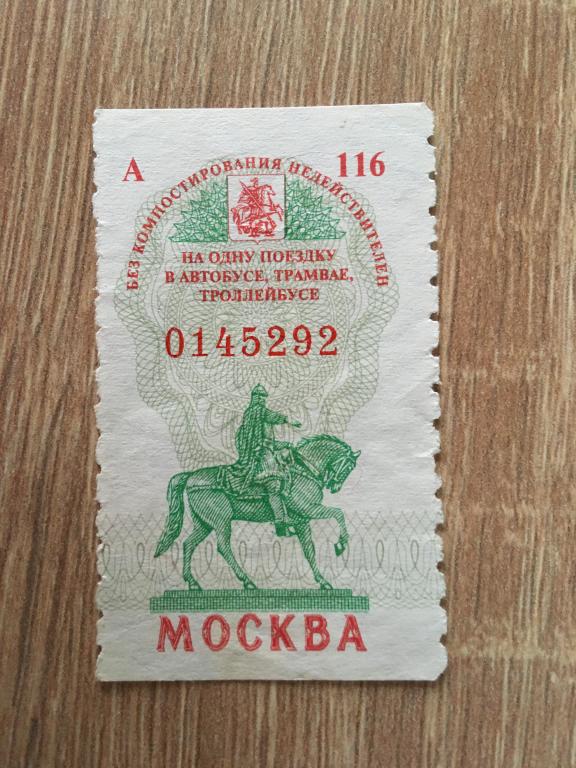 А 116
БЕЗ КОМПОСТИРОВАНИЯ НЕДЕЙСТВИТЕЛЕН
НА ОДНУ ПОЕЗДКУ
В АВТОБУСЕ, ТРАМВАЕ,
ТРОЛЛЕЙБУСЕ
0145292
МОСКВА